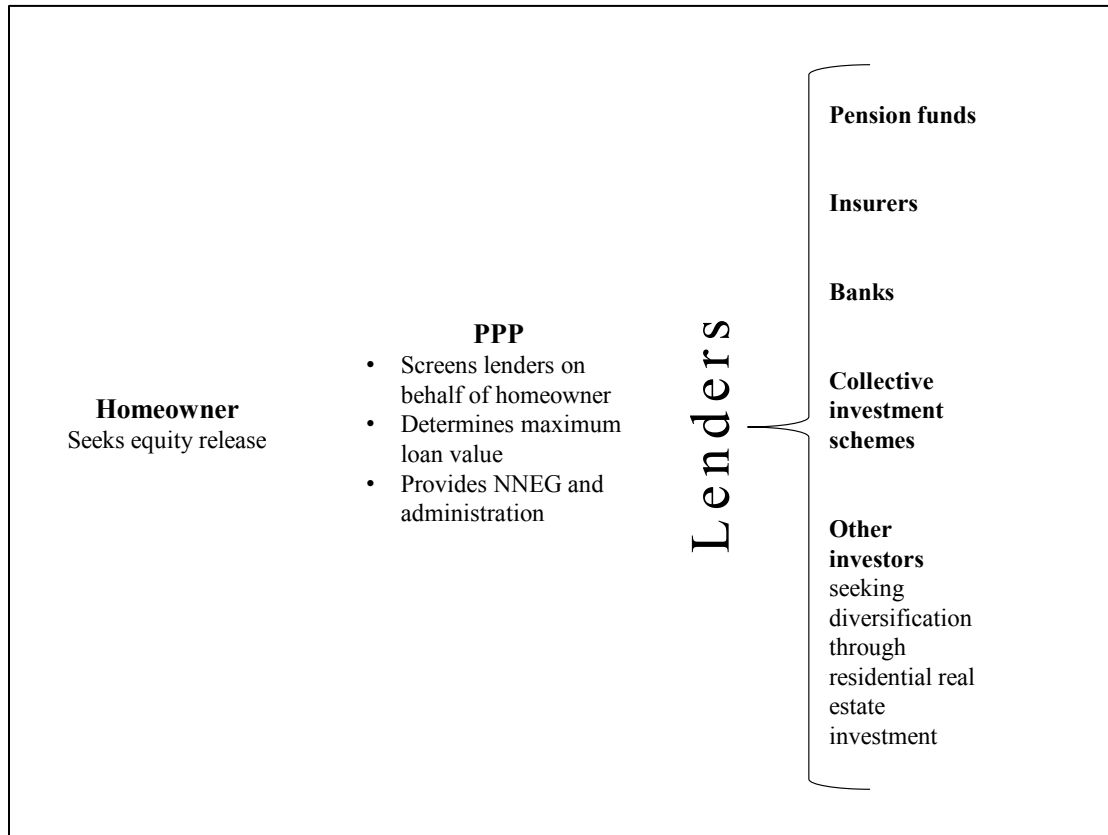 Homeowner
Seeks equity release
PPP
• Screens lenders on
behalf of homeowner
• Determines maximum
loan value
• Provides NNEG and
administration
Lenders
Pension funds
Insurers
Banks
Collective
investment
schemes
Other
investors
seeking
diversification
through
residential real
estate
investment